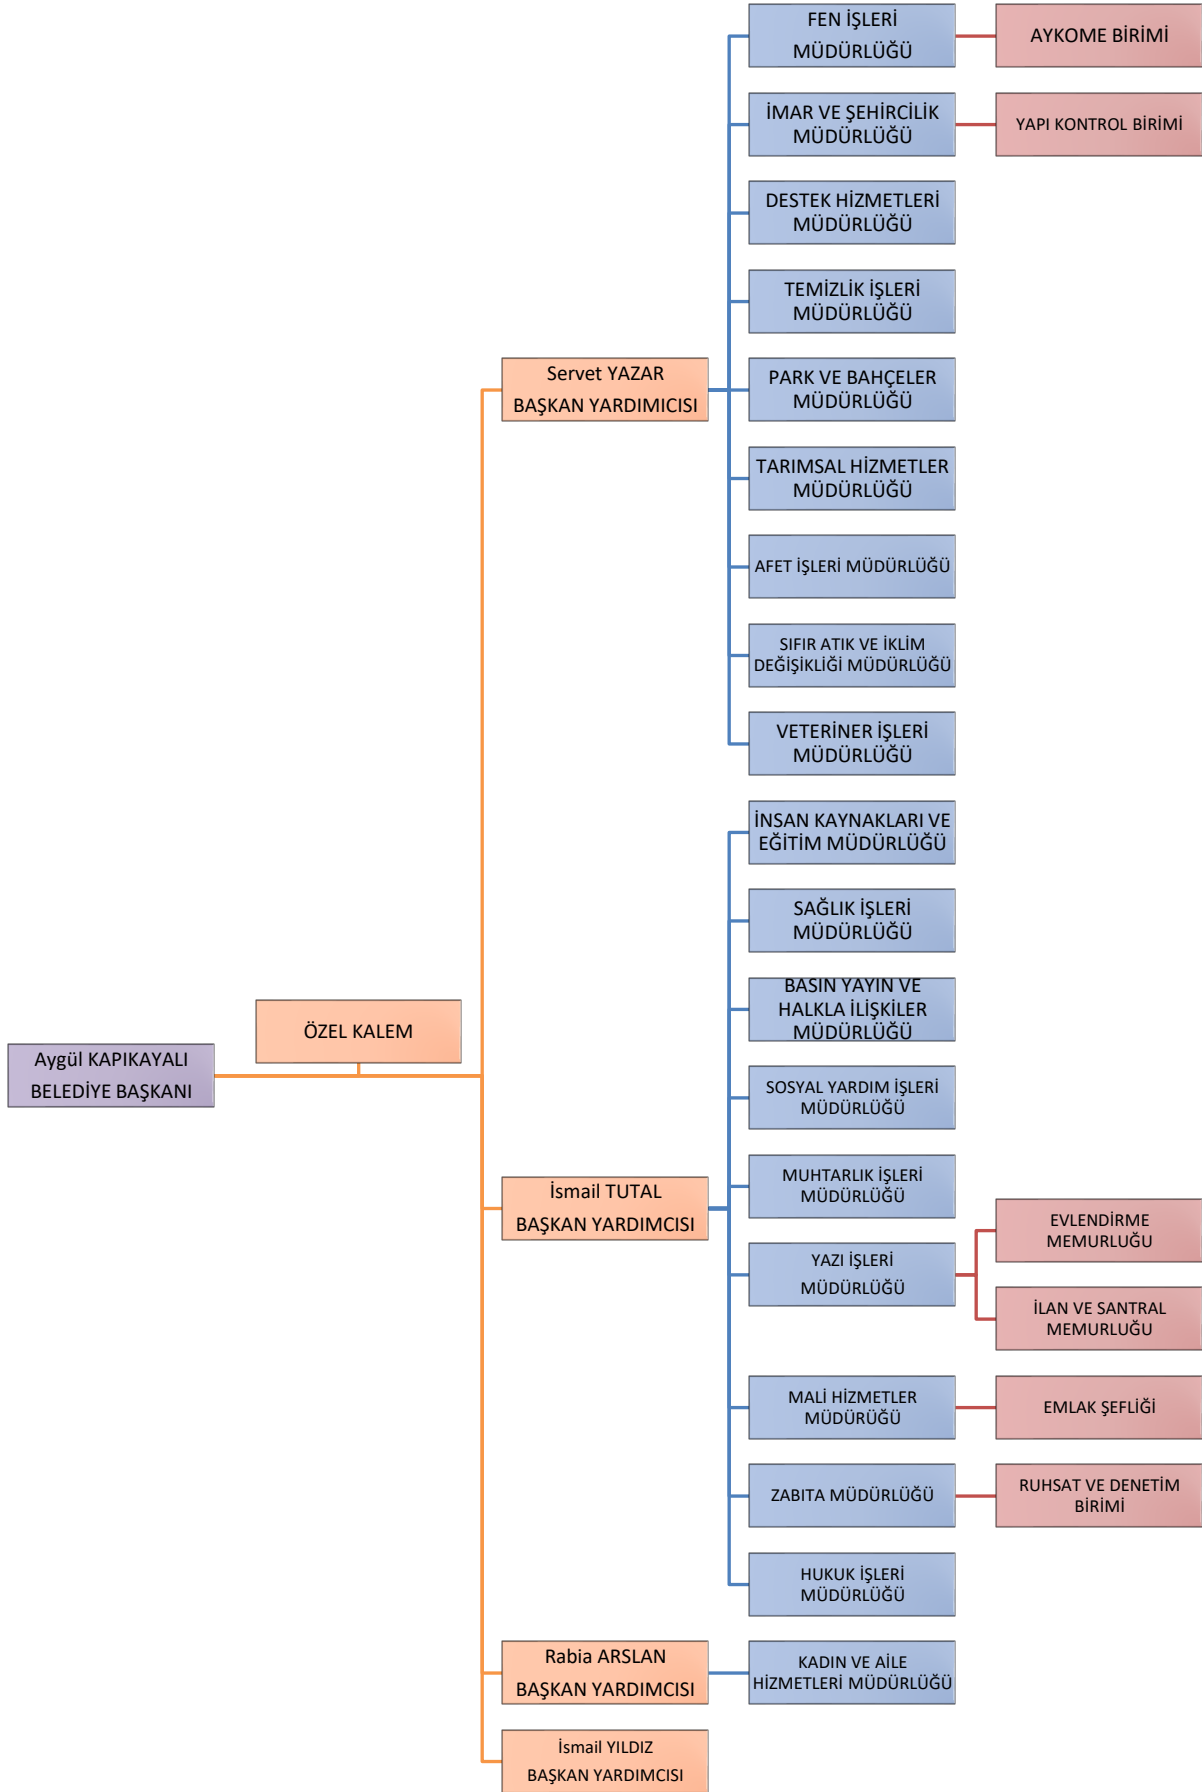 FEN İŞLERİ
MÜDÜRLÜĞÜ
AYKOME BİRİMİ
İMAR VE ŞEHİRCİLİK
MÜDÜRLÜĞÜ
YAPI KONTROL BİRİMİ
DESTEK HİZMETLERİ
MÜDÜRLÜĞÜ
TEMİZLİK İŞLERİ
MÜDÜRLÜĞÜ
Servet YAZAR
BAŞKAN YARDIMICISI
PARK VE BAHÇELER
MÜDÜRLÜĞÜ
TARIMSAL HİZMETLER
MÜDÜRLÜĞÜ
AFET İŞLERİ MÜDÜRLÜĞÜ
SIFIR ATIK VE İKLİM
DEĞİŞİKLİĞİ MÜDÜRLÜĞÜ
VETERİNER İŞLERİ
MÜDÜRLÜĞÜ
İNSAN KAYNAKLARI VE
EĞİTİM MÜDÜRLÜĞÜ
SAĞLIK İŞLERİ
MÜDÜRLÜĞÜ
BASIN YAYIN VE
HALKLA İLİŞKİLER
MÜDÜRLÜĞÜ
ÖZEL KALEM
Aygül KAPIKAYALI
BELEDİYE BAŞKANI
SOSYAL YARDIM İŞLERİ
MÜDÜRLÜĞÜ
MUHTARLIK İŞLERİ
MÜDÜRLÜĞÜ
İsmail TUTAL
BAŞKAN YARDIMCISI
YAZI İŞLERİ
MÜDÜRLÜĞÜ
EVLENDİRME
MEMURLUĞU
İLAN VE SANTRAL
MEMURLUĞU
MALİ HİZMETLER
MÜDÜRÜĞÜ
EMLAK ŞEFLİĞİ
ZABITA MÜDÜRLÜĞÜ
RUHSAT VE DENETİM
BİRİMİ
HUKUK İŞLERİ
MÜDÜRLÜĞÜ
Rabia ARSLAN
BAŞKAN YARDIMCISI
KADIN VE AİLE
HİZMETLERİ MÜDÜRLÜĞÜ
İsmail YILDIZ
BAŞKAN YARDIMCISI